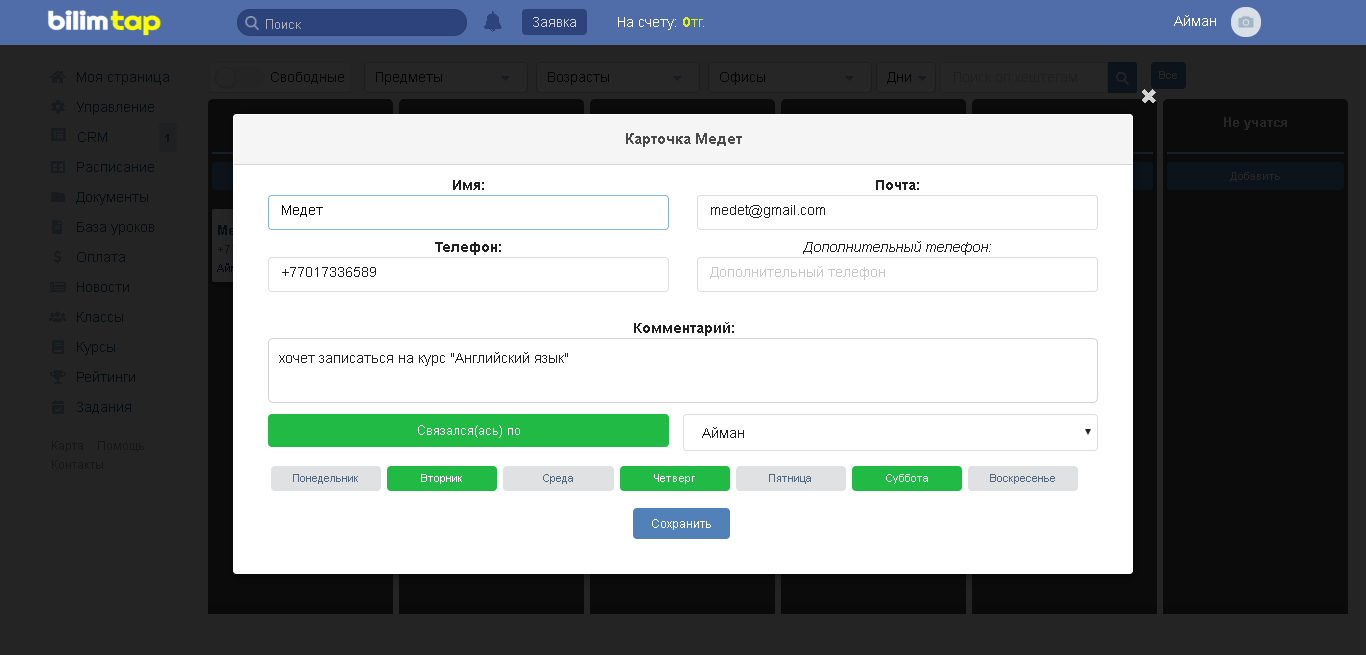 bilimtap
Поиск
Заявка
На счету: 0тг.
Айман
Моя страница
Управление
CRM 1
Расписание
Документы
База уроков
Оплата
Новости
Классы
Курсы
Рейтинги
Задания
Карта Помощь
Контакты
Свободные Предметы Возрасты Офисы Дни Поиск по хештегам Все
Не учатся
Добавить
Карточка Медет
Имя:
Медет
Почта:
medet@gmail.com
Телефон:
+77017336589
Дополнительный телефон:
Дополнительный телефон
Комментарий:
хочет записаться на курс "Английский язык"
Связался(ась) по
Айман
Понедельник Вторник Среда Четверг Пятница Суббота Воскресенье
Сохранить